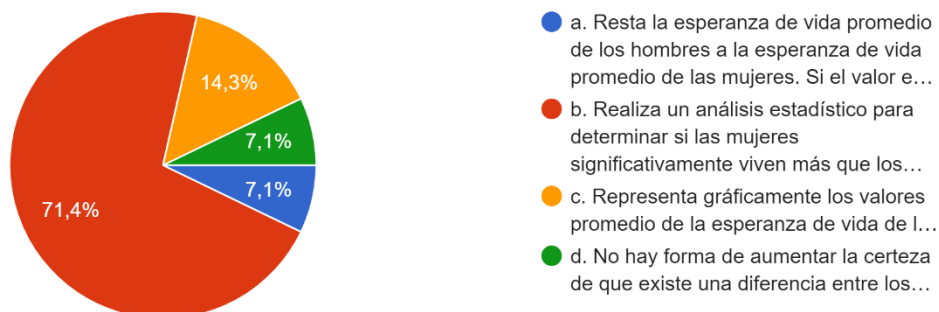 14,3%
7,1%
7,1%
71,4%
a. Resta la esperanza de vida promedio
de los hombres a la esperanza de vida
promedio de las mujeres. Si el valor e…
b. Realiza un análisis estadístico para
determinar si las mujeres
significativamente viven más que los…
c. Representa gráficamente los valores
promedio de la esperanza de vida de l…
d. No hay forma de aumentar la certeza
de que existe una diferencia entre los…